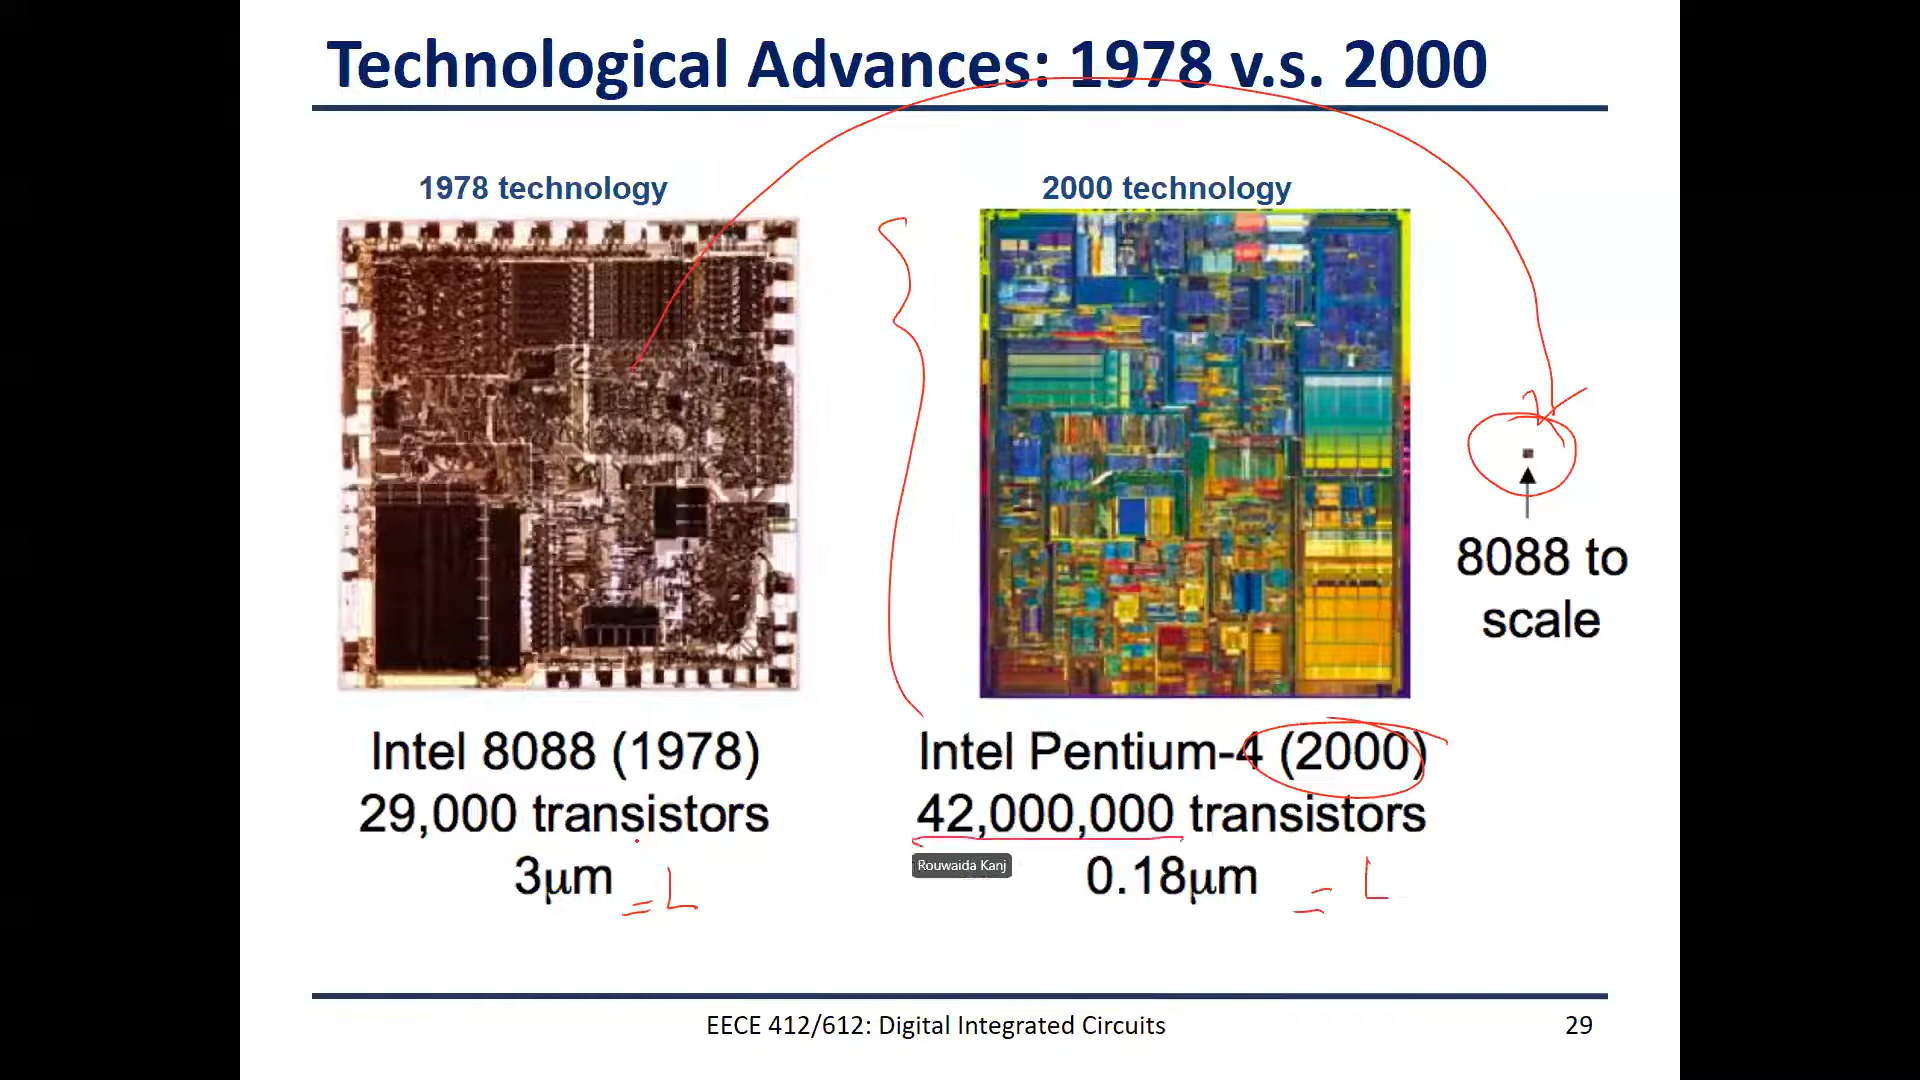 Technological Advances: 1978 v.s. 2000
1978 technology
2000 technology
8088 to
scale
Intel 8088 (1978)
29,000 transistors
3μm
= L
Intel Pentium-4 (2000)
42,000,000 transistors
Rouwaida Kanj
0.18μm
= L
EECE 412/612: Digital Integrated Circuits
29